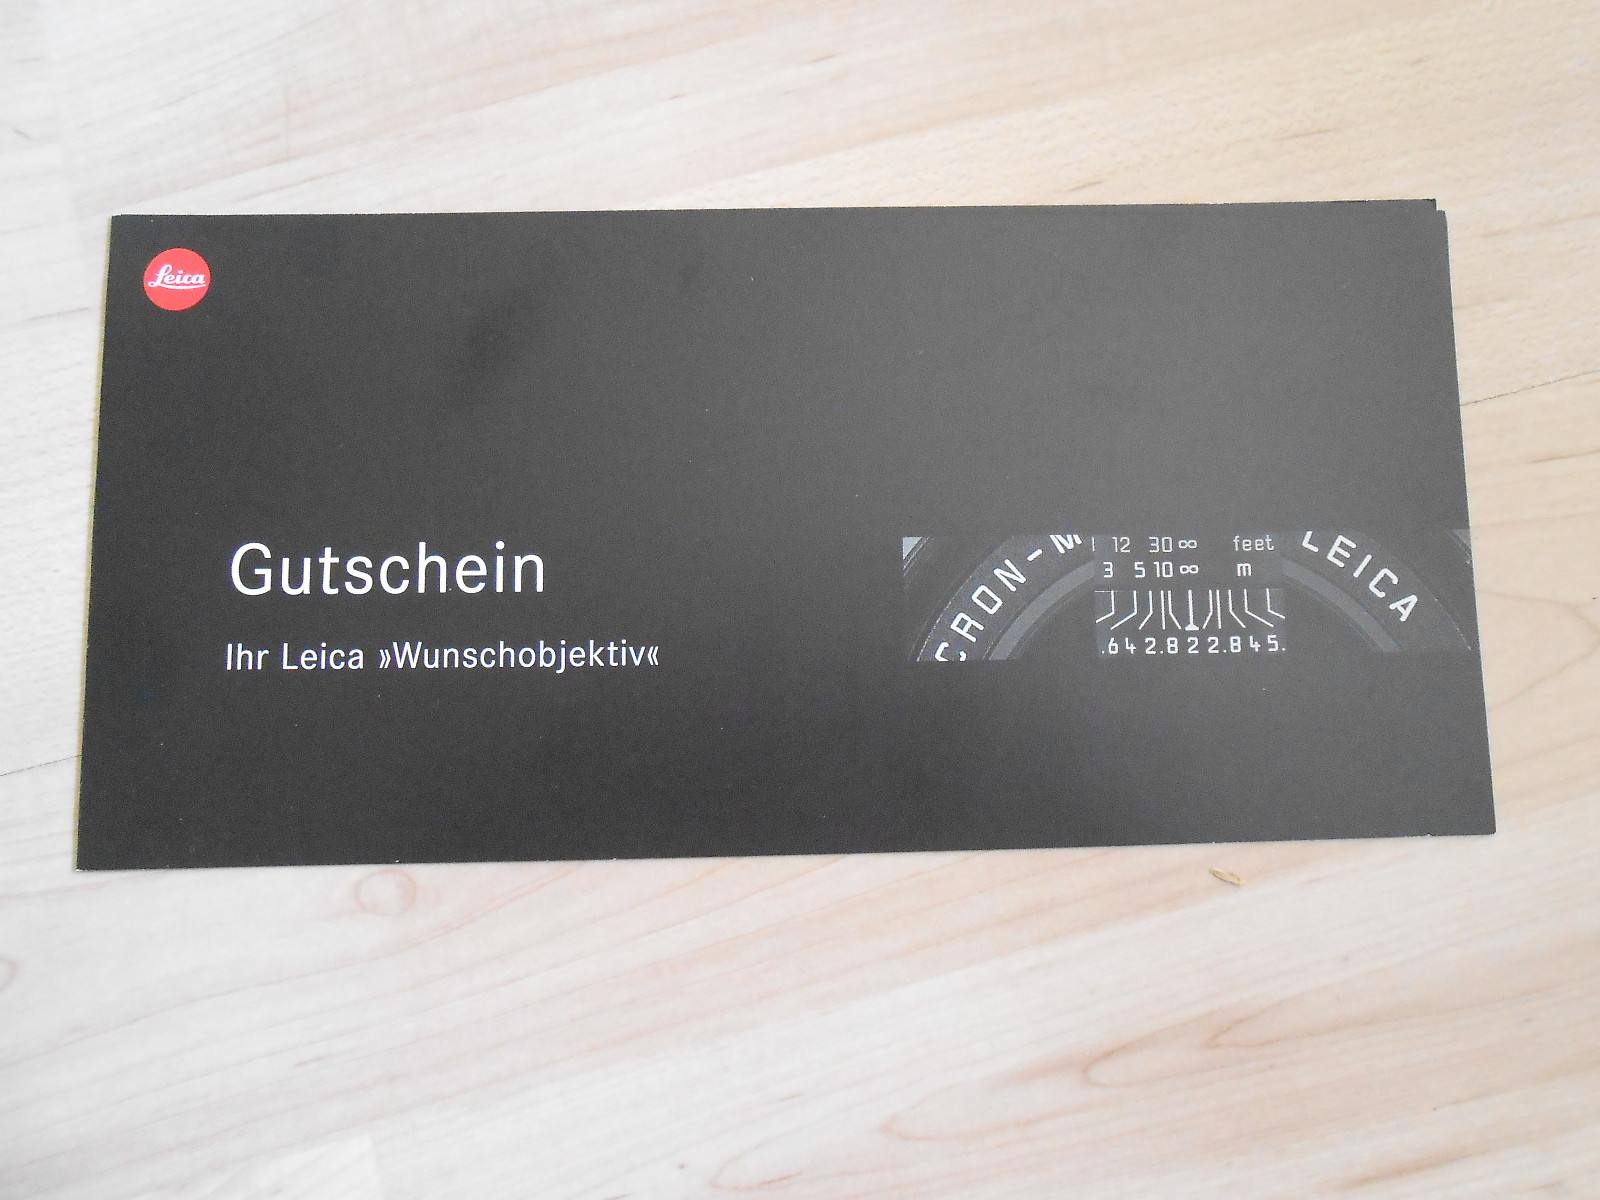 Leica
Gutschein
Ihr Leica »Wunschobjektiv«
CRON-M
LEICA
12 30 ∞ feet
3 5 10 ∞ m
.6 4 2.8 2 2.8 4 5.